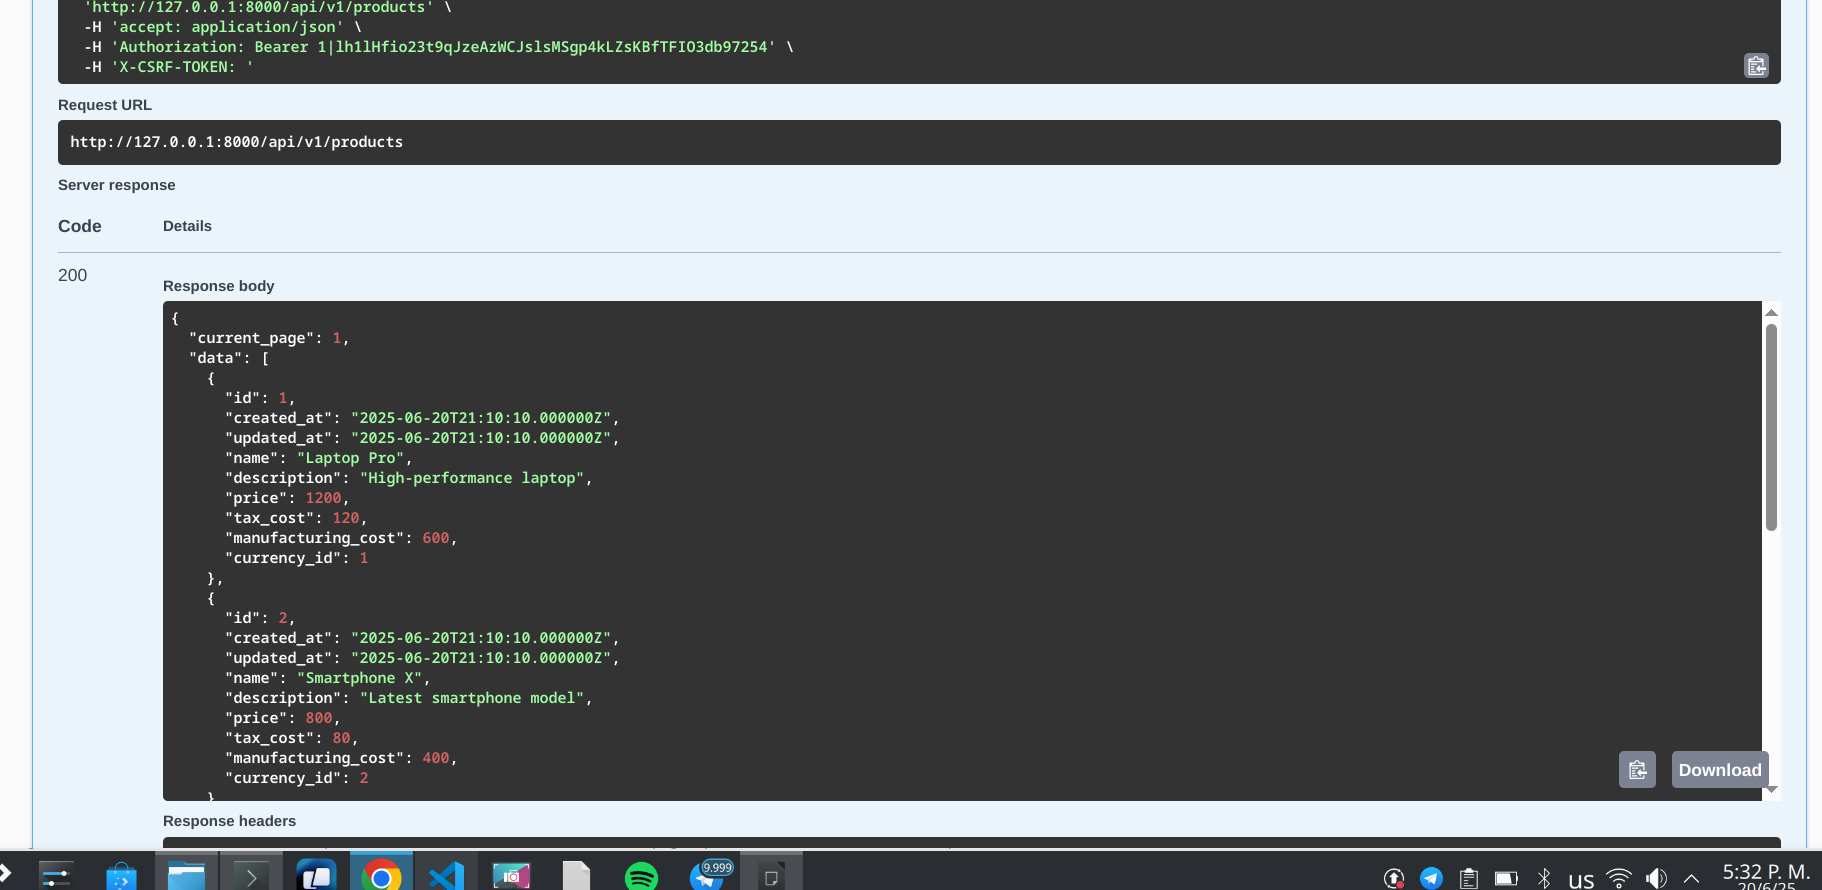 'http://127.0.0.1:8000/api/v1/products' \
-H 'accept: application/json' \
-H 'Authorization: Bearer 1|lh1lHfio23t9qJzeAzWCJslsMSgp4kLZsKBfTFIO3db97254' \
-H 'X-CSRF-TOKEN: '
Request URL
http://127.0.0.1:8000/api/v1/products
Server response
Code Details
200
Response body
{
"current_page": 1,
"data": [
{
"id": 1,
"created_at": "2025-06-20T21:10:10.000000Z",
"updated_at": "2025-06-20T21:10:10.000000Z",
"name": "Laptop Pro",
"description": "High-performance laptop",
"price": 1200,
"tax_cost": 120,
"manufacturing_cost": 600,
"currency_id": 1
},
{
"id": 2,
"created_at": "2025-06-20T21:10:10.000000Z",
"updated_at": "2025-06-20T21:10:10.000000Z",
"name": "Smartphone X",
"description": "Latest smartphone model",
"price": 800,
"tax_cost": 80,
"manufacturing_cost": 400,
"currency_id": 2
}
Download
Response headers
9,999
us
5:32 P. M.
20/6/25